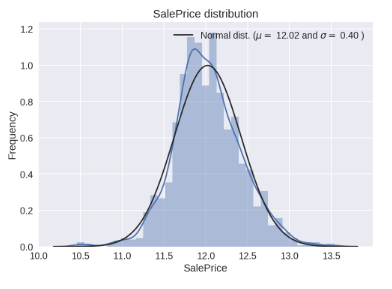 SalePrice distribution
Normal dist. (μ = 12.02 and σ = 0.40 )
Frequency
1.2
1.0
0.8
0.6
0.4
0.2
0.0
10.0 10.5 11.0 11.5 12.0 12.5 13.0 13.5
SalePrice